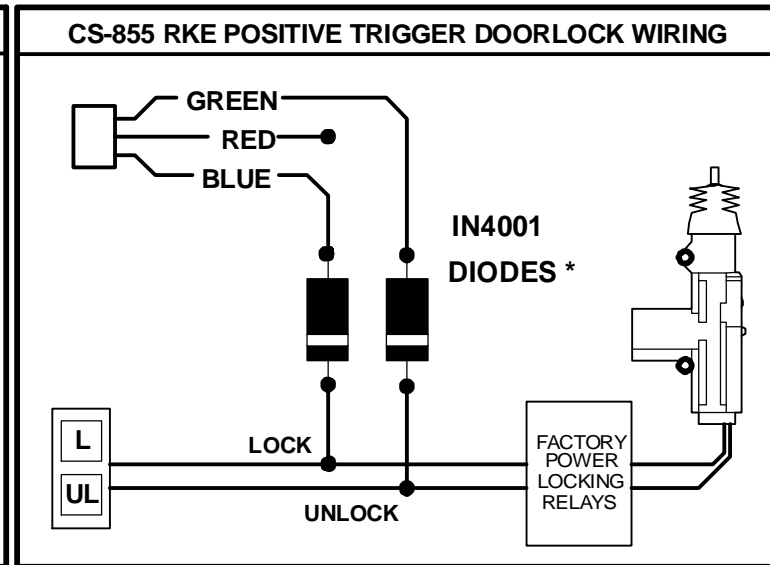 CS-855 RKE POSITIVE TRIGGER DOORLOCK WIRING
GREEN
RED
BLUE
IN4001
DIODES *
L
UL
LOCK
UNLOCK
FACTORY
POWER
LOCKING
RELAYS